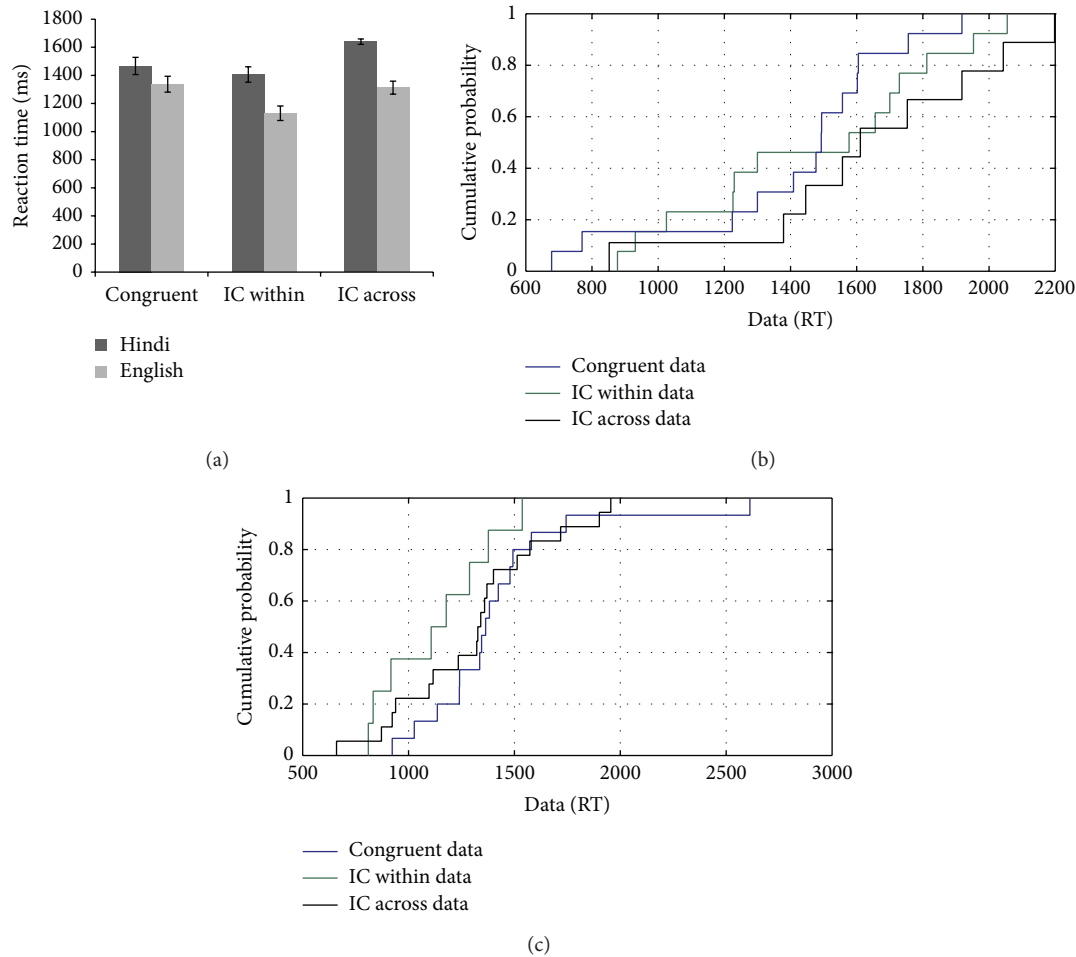 1800
1600
1400
1200
1000
800
600
400
200
0
Reaction time (ms)
Congruent IC within IC across
Hindi
English
(a)
1
0.8
0.6
0.4
0.2
0
Cumulative probability
600 800 1000 1200 1400 1600 1800 2000 2200
Data (RT)
Congruent data
IC within data
IC across data
(b)
1
0.8
0.6
0.4
0.2
0
Cumulative probability
500 1000 1500 2000 2500 3000
Data (RT)
Congruent data
IC within data
IC across data
(c)